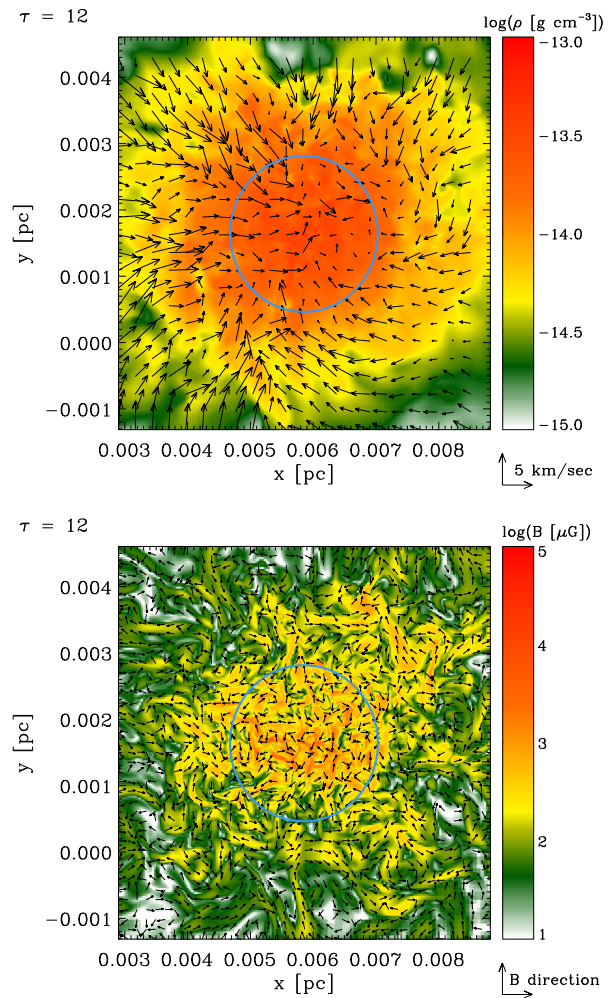 τ = 12
log(ρ [g cm⁻³])
0.004
0.003
0.002
0.001
0.000
−0.001
y [pc]
0.003 0.004 0.005 0.006 0.007 0.008
x [pc]
−13.0
−13.5
−14.0
−14.5
−15.0
5 km/sec
τ = 12
log(B [μG])
0.004
0.003
0.002
0.001
0.000
−0.001
y [pc]
0.003 0.004 0.005 0.006 0.007 0.008
x [pc]
5
4
3
2
1
B direction